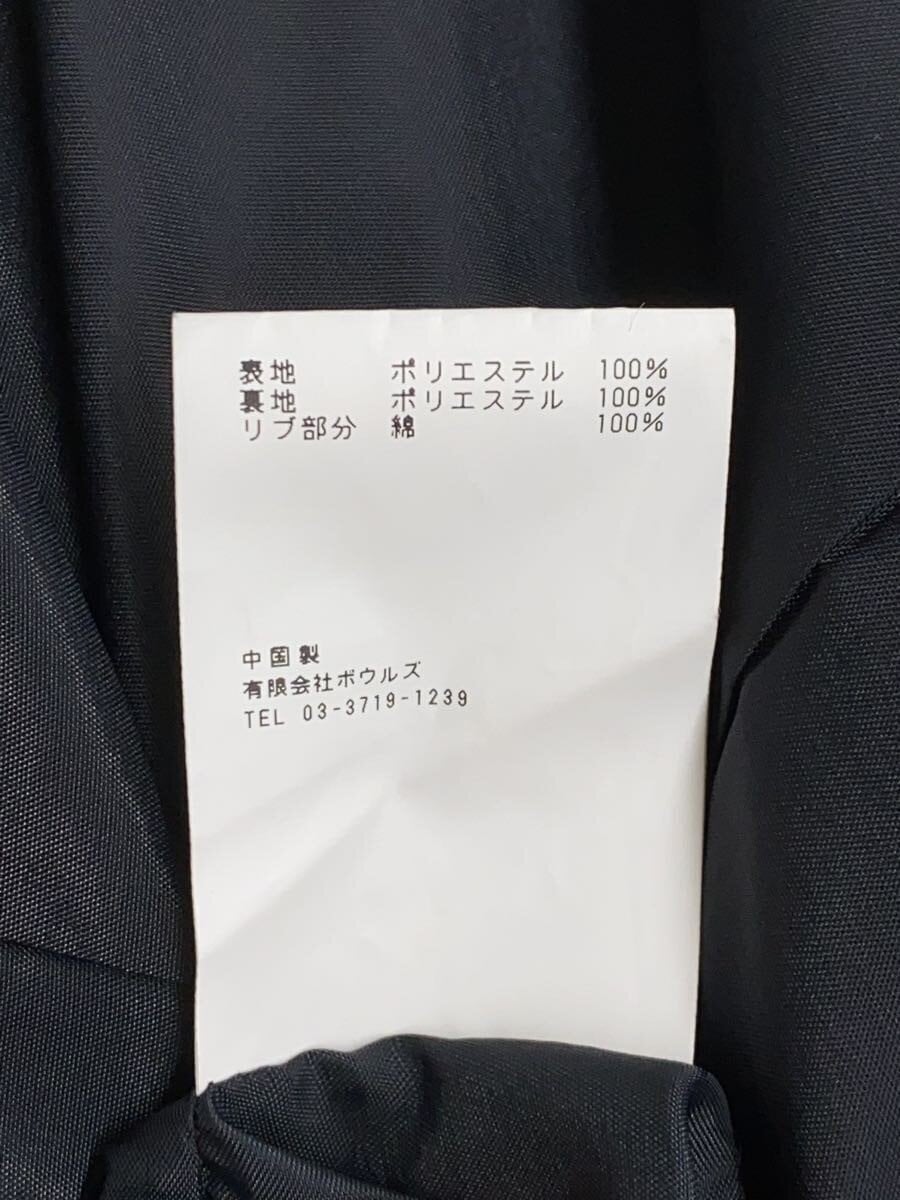 表地 ポリエステル 100%
裏地 ポリエステル 100%
リブ部分 綿 100%
中国製
有限会社ボウルズ
TEL 03-3719-1239